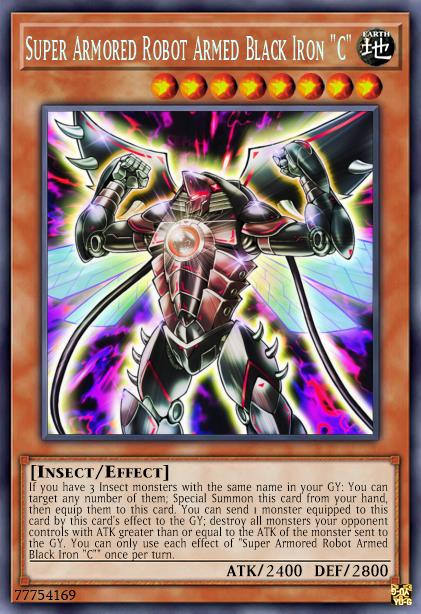 SUPER ARMORED ROBOT ARMED BLACK IRON "C"
EARTH
地
[INSECT/EFFECT]
If you have 3 Insect monsters with the same name in your GY: You can
target any number of them; Special Summon this card from your hand,
then equip them to this card. You can send 1 monster equipped to this
card by this card's effect to the GY; destroy all monsters your opponent
controls with ATK greater than or equal to the ATK of the monster sent
to the GY. You can only use each effect of "Super Armored Robot Armed
Black Iron "C"" once per turn.
ATK/2400 DEF/2800
77754169